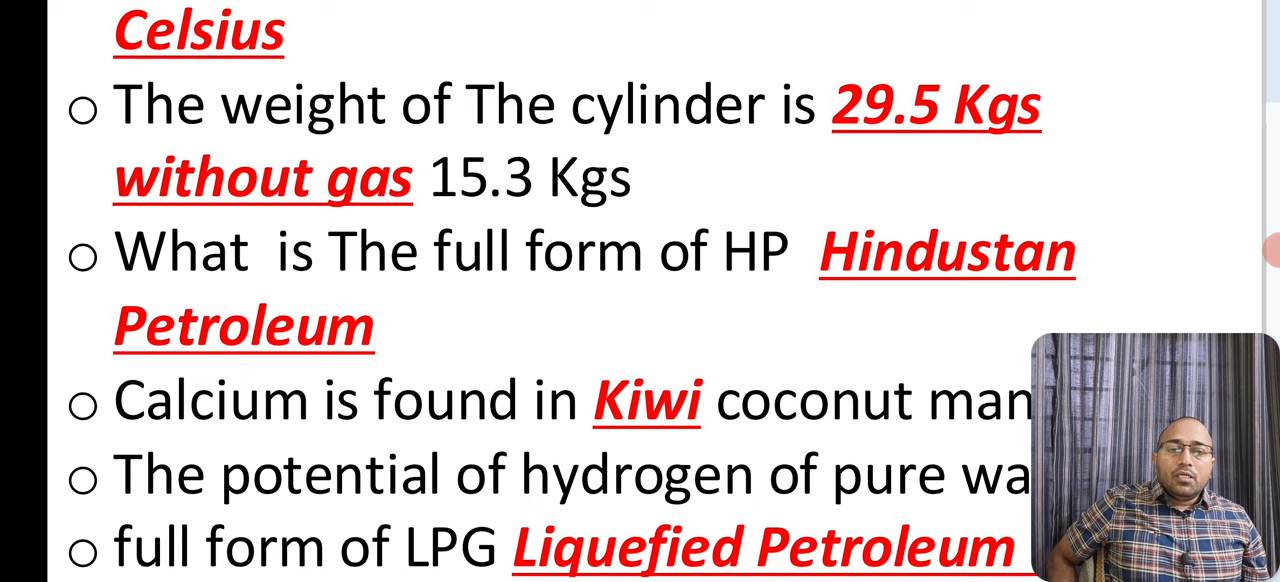 Celsius
○ The weight of The cylinder is 29.5 Kgs
without gas 15.3 Kgs
○ What is The full form of HP Hindustan
Petroleum
○ Calcium is found in Kiwi coconut
○ The potential of hydrogen of pure
○ full form of LPG Liquefied Petroleum